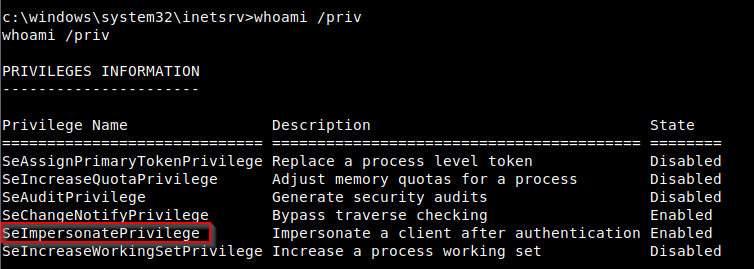 c:\windows\system32\inetsrv>whoami /priv
whoami /priv
PRIVILEGES INFORMATION
----------------------
Privilege Name                Description                               State
============================= ========================================= ========
SeAssignPrimaryTokenPrivilege Replace a process level token             Disabled
SeIncreaseQuotaPrivilege      Adjust memory quotas for a process        Disabled
SeAuditPrivilege              Generate security audits                  Disabled
SeChangeNotifyPrivilege       Bypass traverse checking                  Enabled
SeImpersonatePrivilege        Impersonate a client after authentication Enabled
SeIncreaseWorkingSetPrivilege Increase a process working set            Disabled